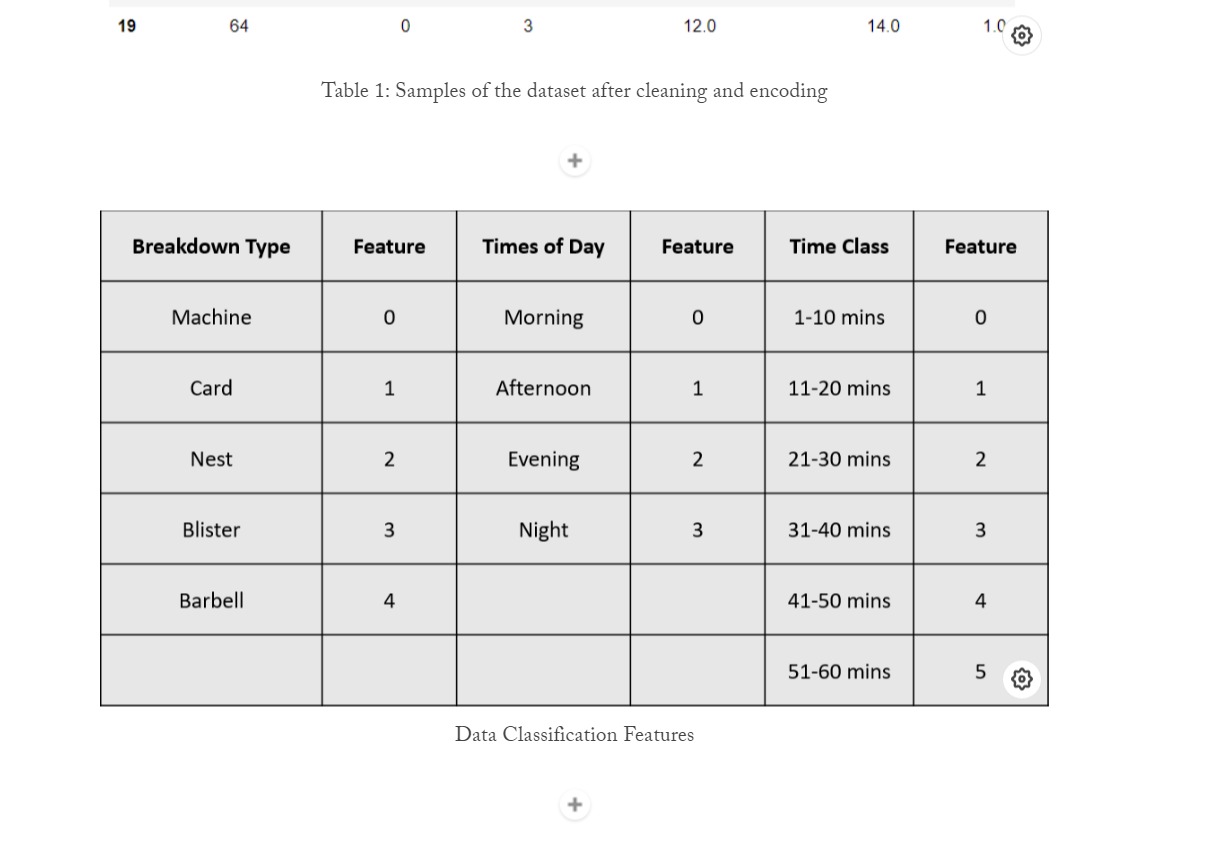 19 64 0 3 12.0 14.0 1.0
Table 1: Samples of the dataset after cleaning and encoding
Breakdown Type Feature Times of Day Feature Time Class Feature
Machine 0 Morning 0 1-10 mins 0
Card 1 Afternoon 1 11-20 mins 1
Nest 2 Evening 2 21-30 mins 2
Blister 3 Night 3 31-40 mins 3
Barbell 4 41-50 mins 4
51-60 mins 5
Data Classification Features